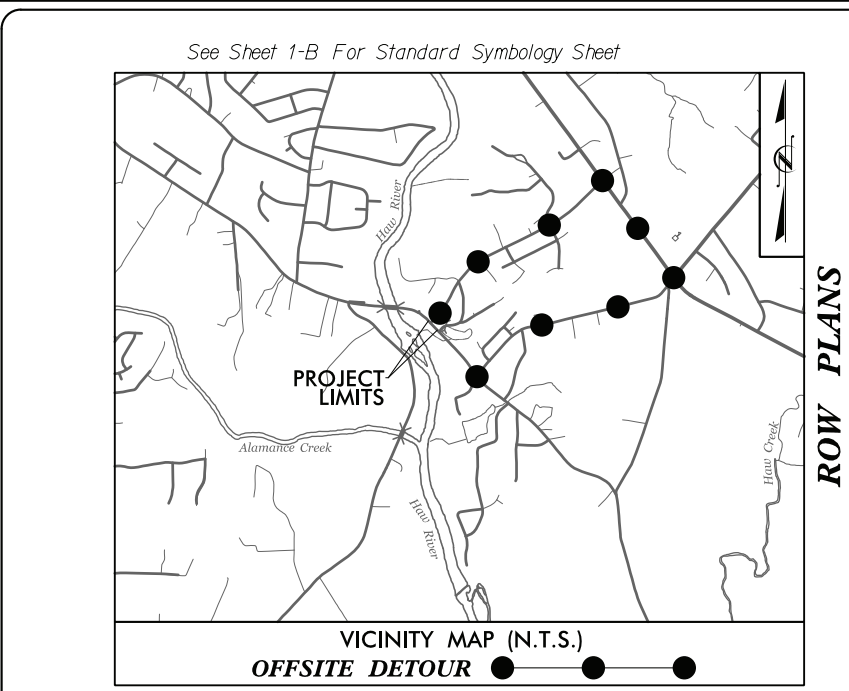 See Sheet 1-B For Standard Symbology Sheet
Haw River
PROJECT
LIMITS
Alamance Creek
Haw River
Haw Creek
ROW PLANS
VICINITY MAP (N.T.S.)
OFFSITE DETOUR